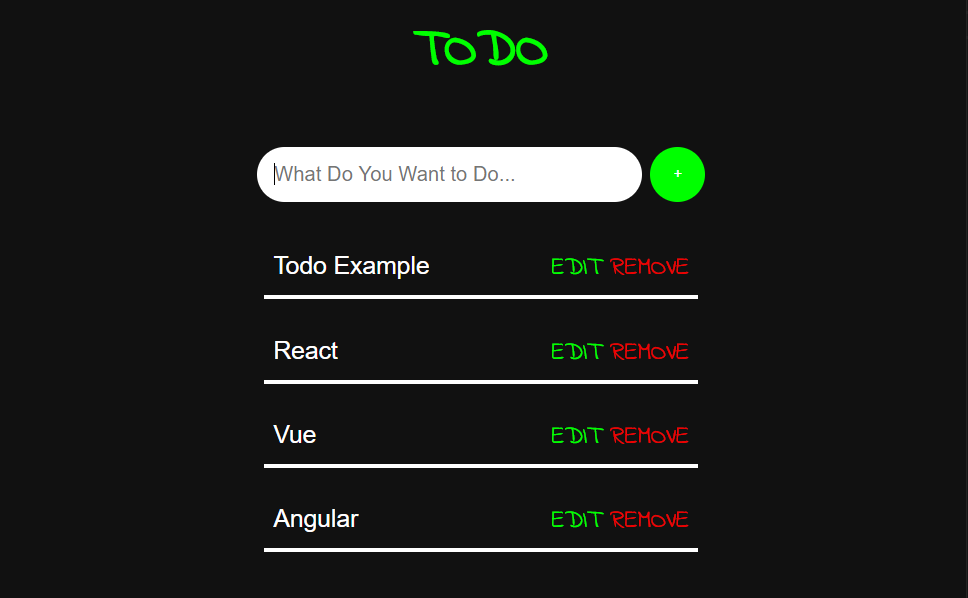 TODO
What Do You Want to Do...
+
Todo Example EDIT REMOVE
React EDIT REMOVE
Vue EDIT REMOVE
Angular EDIT REMOVE